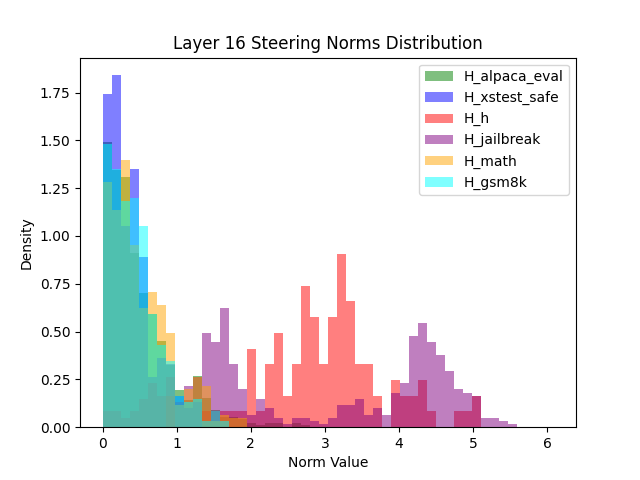 Layer 16 Steering Norms Distribution
H_alpaca_eval
H_xstest_safe
H_h
H_jailbreak
H_math
H_gsm8k
Density
1.75
1.50
1.25
1.00
0.75
0.50
0.25
0.00
0 1 2 3 4 5 6
Norm Value